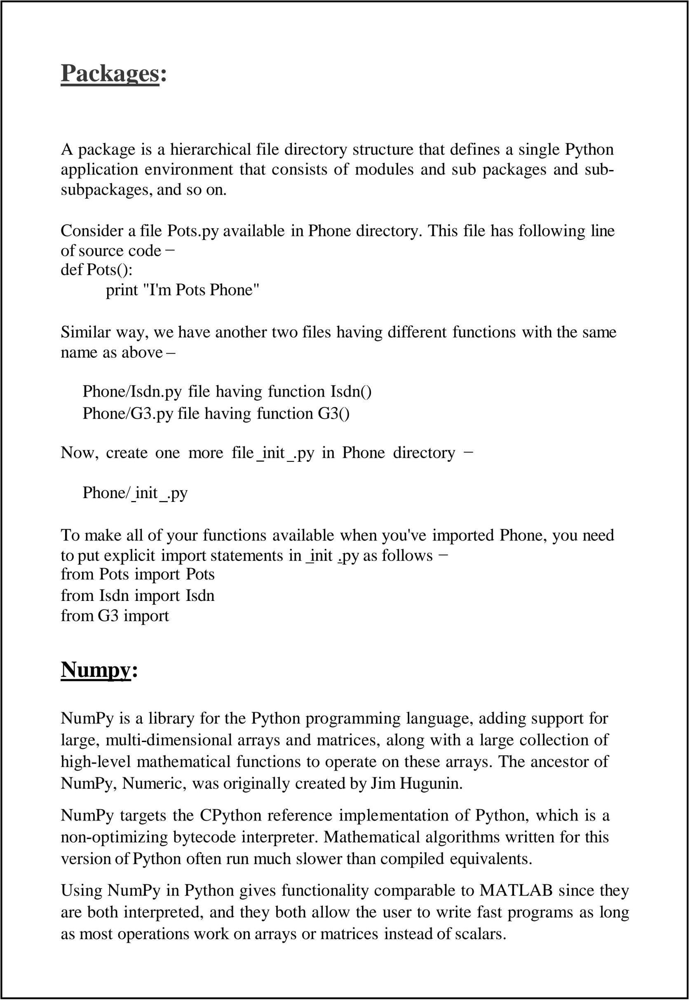 Packages:
A package is a hierarchical file directory structure that defines a single Python
application environment that consists of modules and sub packages and sub-
subpackages, and so on.
Consider a file Pots.py available in Phone directory. This file has following line
of source code −
def Pots():
print "I'm Pots Phone"
Similar way, we have another two files having different functions with the same
name as above –
Phone/Isdn.py file having function Isdn()
Phone/G3.py file having function G3()
Now, create one more file _init _.py in Phone directory −
Phone/ _init _.py
To make all of your functions available when you've imported Phone, you need
to put explicit import statements in _init _.py as follows −
from Pots import Pots
from Isdn import Isdn
from G3 import
Numpy:
NumPy is a library for the Python programming language, adding support for
large, multi-dimensional arrays and matrices, along with a large collection of
high-level mathematical functions to operate on these arrays. The ancestor of
NumPy, Numeric, was originally created by Jim Hugunin.
NumPy targets the CPython reference implementation of Python, which is a
non-optimizing bytecode interpreter. Mathematical algorithms written for this
version of Python often run much slower than compiled equivalents.
Using NumPy in Python gives functionality comparable to MATLAB since they
are both interpreted, and they both allow the user to write fast programs as long
as most operations work on arrays or matrices instead of scalars.